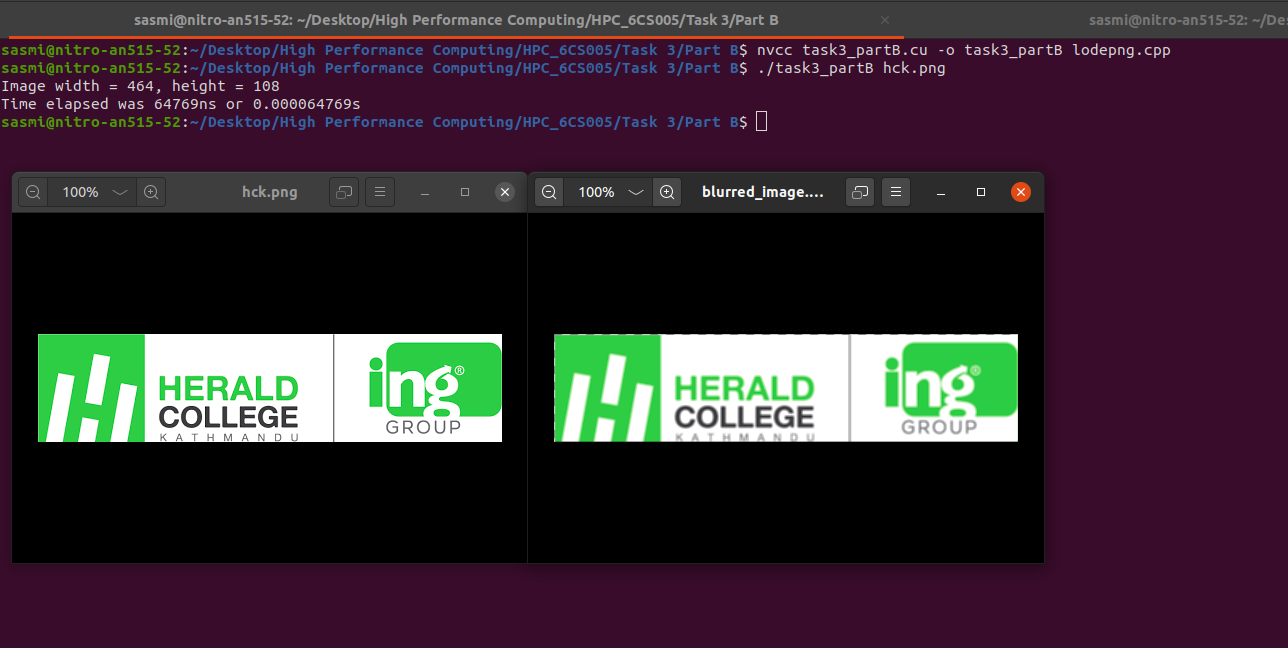 sasmi@nitro-an515-52: ~/Desktop/High Performance Computing/HPC_6CS005/Task 3/Part B
sasmi@nitro-an515-52: ~/Des
sasmi@nitro-an515-52:~/Desktop/High Performance Computing/HPC_6CS005/Task 3/Part B$ nvcc task3_partB.cu -o task3_partB lodepng.cpp
sasmi@nitro-an515-52:~/Desktop/High Performance Computing/HPC_6CS005/Task 3/Part B$ ./task3_partB hck.png
Image width = 464, height = 108
Time elapsed was 64769ns or 0.000064769s
sasmi@nitro-an515-52:~/Desktop/High Performance Computing/HPC_6CS005/Task 3/Part B$
100% hck.png
100% blurred_image....
HERALD
COLLEGE
KATHMANDU
ing®
GROUP
HERALD
COLLEGE
KATHMANDU
ing®
GROUP